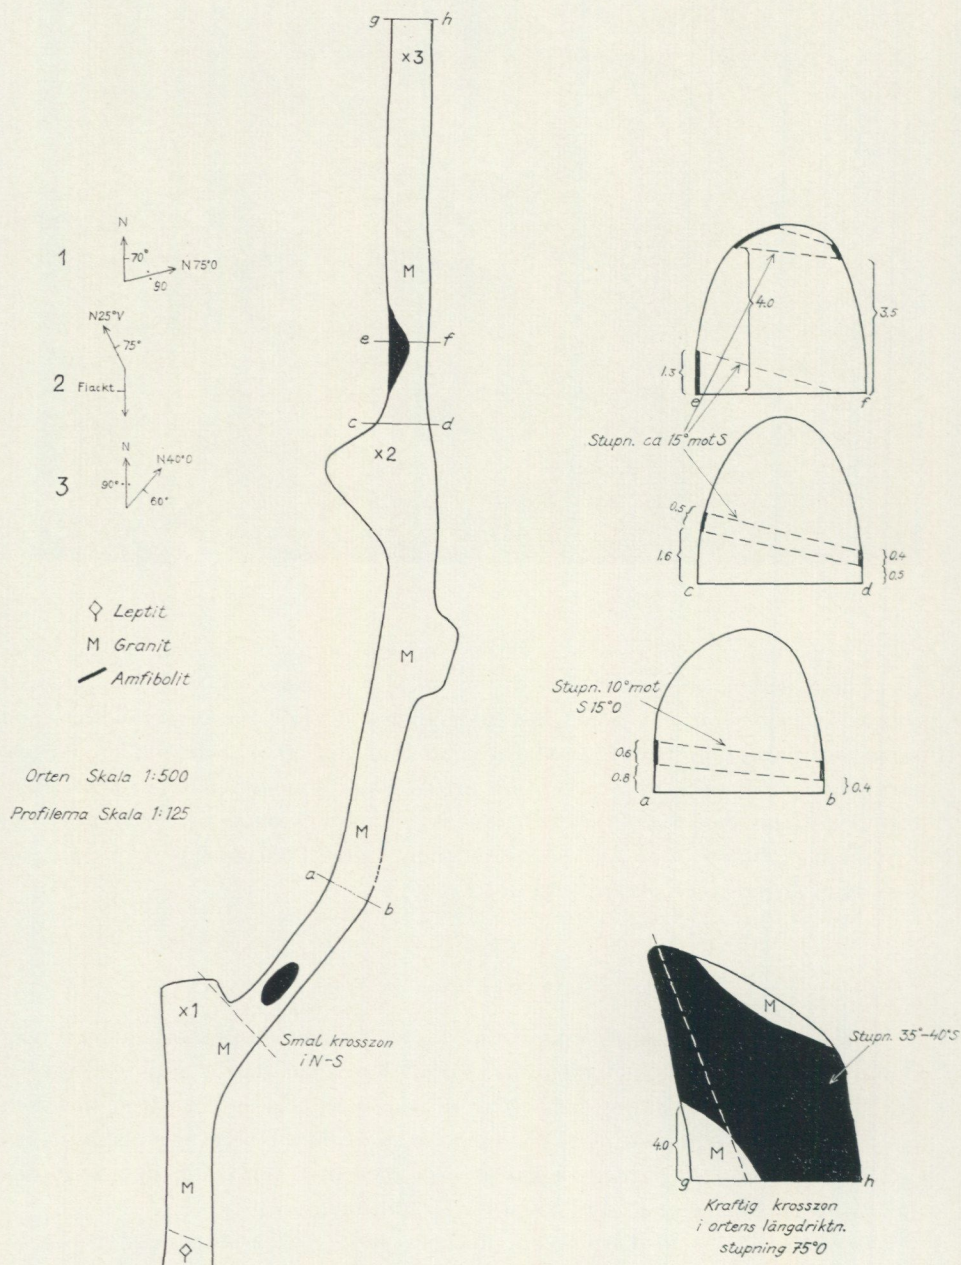 g h
x3
N
1 70° N75°O
90
M
N25°V
75°
2 Flackt
e f
c d
x2
N
3 90° N40°O
60°
Leptit
M Granit
Amfibolit
M
Orten Skala 1:500
Profilerna Skala 1:125
M
a
b
x1
M
Smal krosszon
i N-S
M
4.0
3.5
1.3
e f
Stupn. ca 15° mot S
0.5
1.6
0.4
0.5
c d
Stupn. 10° mot
S 15°O
0.6
0.8
0.4
a b
M
Stupn. 35°-40°S
4.0
M
g h
Kraftig krosszon
i ortens längdriktn.
stupning 75°O